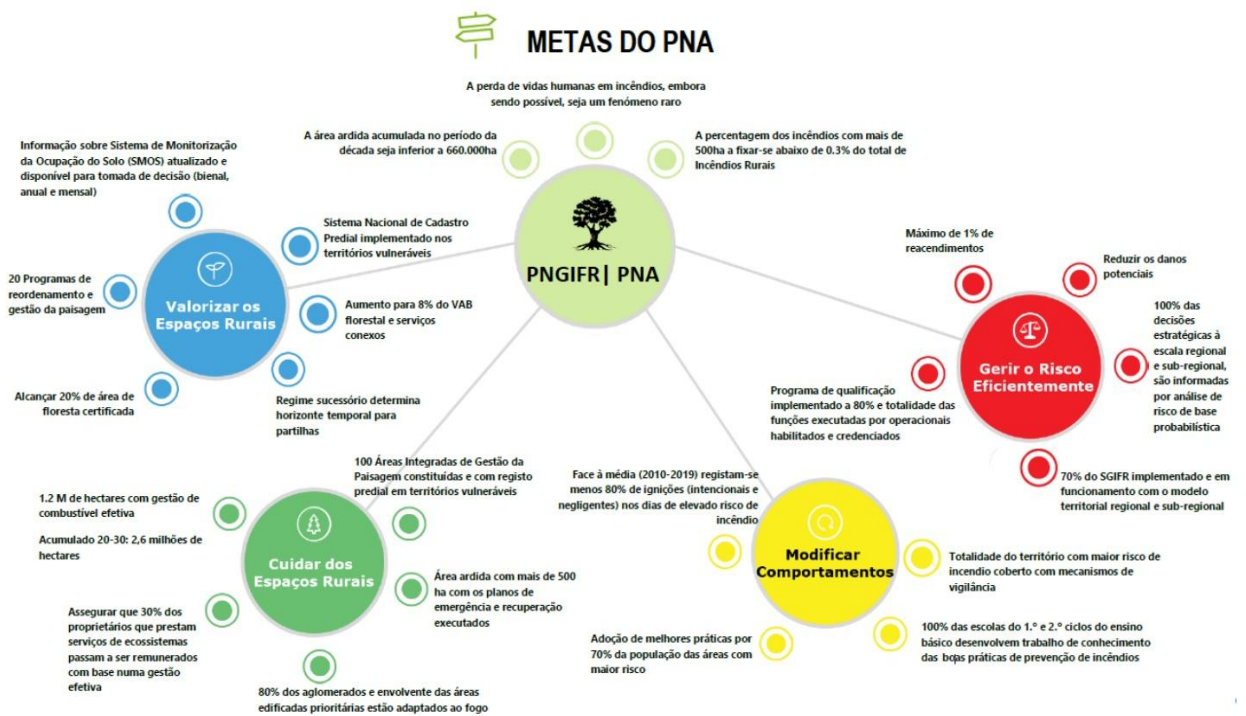 METAS DO PNA
A perda de vidas humanas em incêndios, embora
sendo possível, seja um fenómeno raro
A área ardida acumulada no período da
década seja inferior a 660.000ha
A percentagem dos incêndios com mais de
500ha a fixar-se abaixo de 0.3% do total de
Incêndios Rurais
PNGIFR| PNA
Informação sobre Sistema de Monitorização
da Ocupação do Solo (SMOS) atualizado e
disponível para tomada de decisão (bienal,
anual e mensal)
Sistema Nacional de Cadastro
Predial implementado nos
territórios vulneráveis
20 Programas de
reordenamento e
gestão da paisagem
Valorizar os
Espaços Rurais
Aumento para 8% do VAB
florestal e serviços
conexos
Alcançar 20% de área de
floresta certificada
Regime sucessório determina
horizonte temporal para
partilhas
Máximo de 1% de
reacendimentos
Reduzir os danos
potenciais
Gerir o Risco
Eficientemente
100% das
decisões
estratégicas à
escala regional
e sub-regional,
são informadas
por análise de
risco de base
probabilística
Programa de qualificação
implementado a 80% e totalidade das
funções executadas por operacionais
habilitados e credenciados
70% do SGIFR implementado e em
funcionamento com o modelo
territorial regional e sub-regional
100 Áreas Integradas de Gestão da
Paisagem constituídas e com registo
predial em territórios vulneráveis
1.2 M de hectares com gestão de
combustível efetiva
Acumulado 20-30: 2,6 milhões de
hectares
Cuidar dos
Espaços Rurais
Área ardida com mais de 500
ha com os planos de
emergência e recuperação
executados
Assegurar que 30% dos
proprietários que prestam
serviços de ecossistemas
passam a ser remunerados
com base numa gestão
efetiva
80% dos aglomerados e envolvente das áreas
edificadas prioritárias estão adaptados ao fogo
Face à média (2010-2019) registam-se
menos 80% de ignições (intencionais e
negligentes) nos dias de elevado risco de
incêndio
Modificar
Comportamentos
Totalidade do território com maior risco de
incendio coberto com mecanismos de
vigilância
Adoção de melhores práticas por
70% da população das áreas com
maior risco
100% das escolas do 1.º e 2.º ciclos do ensino
básico desenvolvem trabalho de conhecimento
das boas práticas de prevenção de incêndios